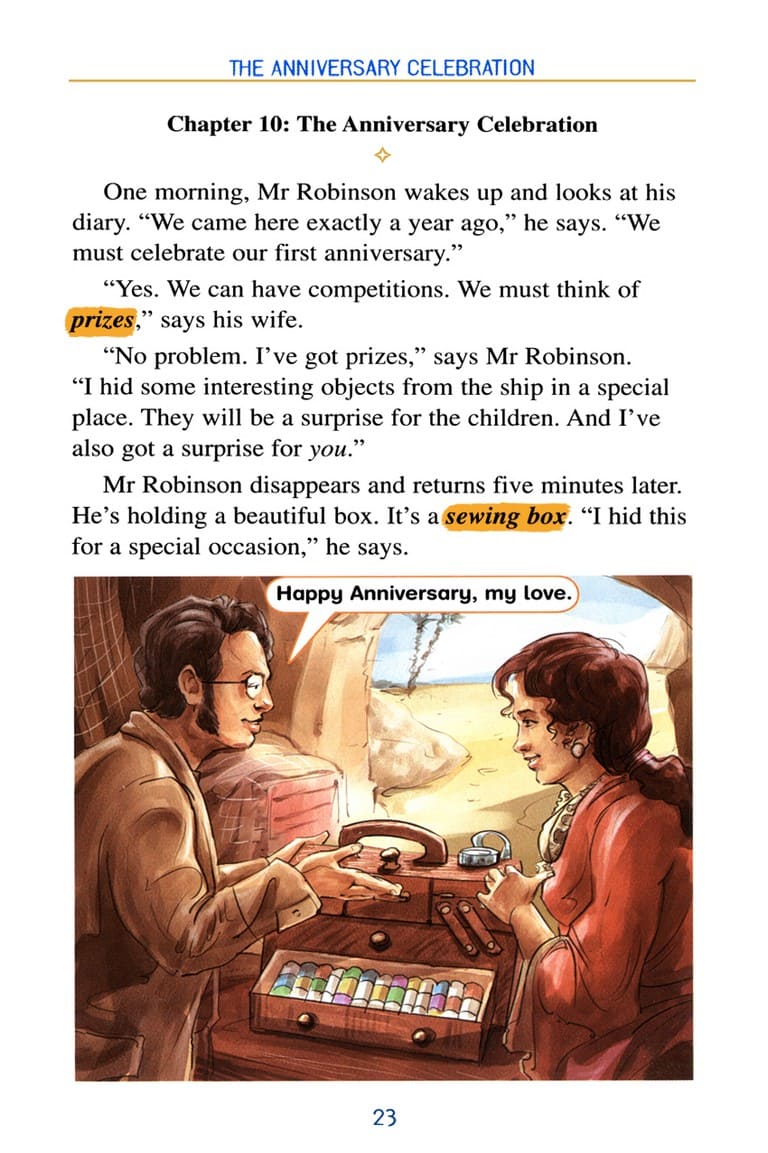 THE ANNIVERSARY CELEBRATION
Chapter 10: The Anniversary Celebration
One morning, Mr Robinson wakes up and looks at his
diary. “We came here exactly a year ago,” he says. “We
must celebrate our first anniversary.”
“Yes. We can have competitions. We must think of
prizes,” says his wife.
“No problem. I’ve got prizes,” says Mr Robinson.
“I hid some interesting objects from the ship in a special
place. They will be a surprise for the children. And I’ve
also got a surprise for you.”
Mr Robinson disappears and returns five minutes later.
He’s holding a beautiful box. It’s a sewing box. “I hid this
for a special occasion,” he says.
Happy Anniversary, my love.
23